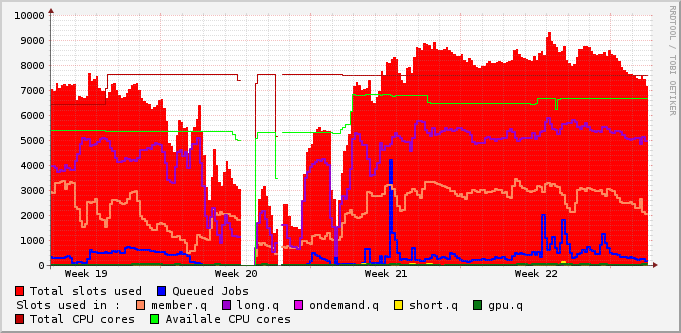 10000
9000
8000
7000
6000
5000
4000
3000
2000
1000
0
Week 19 Week 20 Week 21 Week 22
Total slots used Queued Jobs
Slots used in : member.q long.q ondemand.q short.q gpu.q
Total CPU cores Availale CPU cores
RRDTOOL / TOBI OETIKER